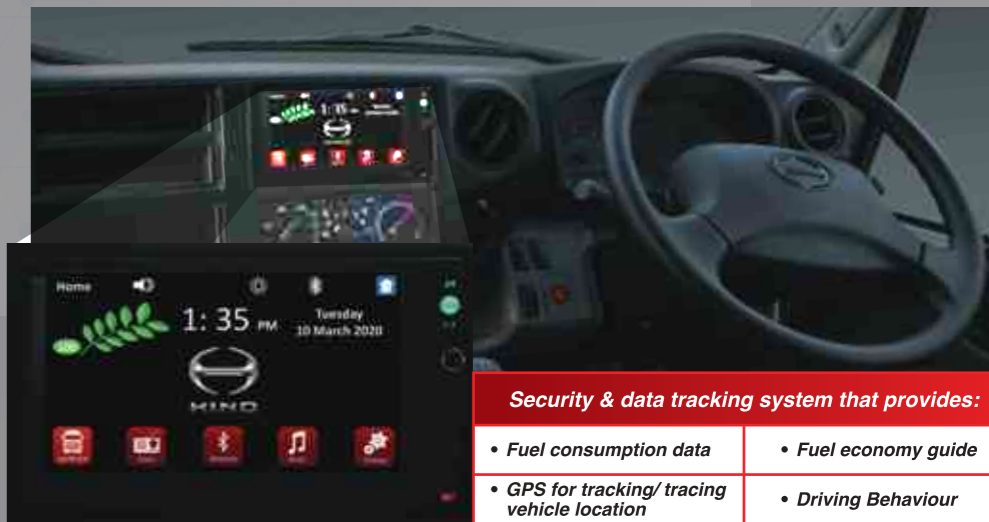 Home
1:35 PM
Tuesday
10 March 2020
HINO
Security & data tracking system that provides:
• Fuel consumption data
• Fuel economy guide
• GPS for tracking/ tracing
vehicle location
• Driving Behaviour